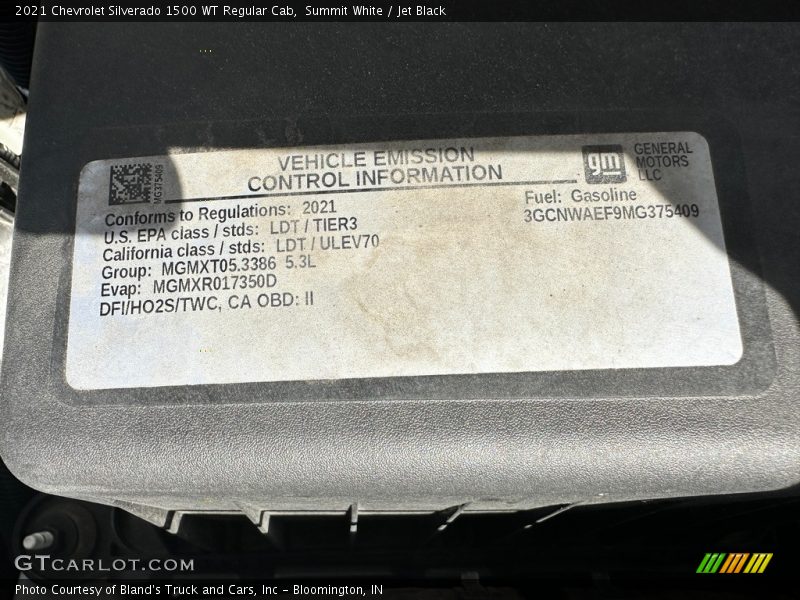 2021 Chevrolet Silverado 1500 WT Regular Cab,  Summit White / Jet Black
VEHICLE EMISSION
CONTROL INFORMATION
MG375409
gm
GENERAL
MOTORS
LLC
Conforms to Regulations: 2021
U.S. EPA class / stds: LDT / TIER3
California class / stds: LDT / ULEV70
Group: MGMXT05.3386 5.3L
Evap: MGMXR017350D
DFI/HO2S/TWC, CA OBD: II
Fuel: Gasoline
3GCNWAEF9MG375409
GTCARLOT.COM
Photo Courtesy of Bland's Truck and Cars, Inc - Bloomington, IN